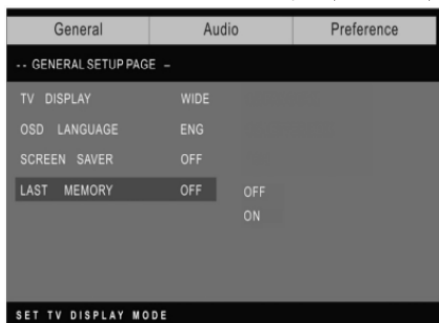 General Audio Preference
-- GENERAL SETUP PAGE –
TV DISPLAY WIDE
OSD LANGUAGE ENG
SCREEN SAVER OFF
LAST MEMORY OFF OFF
ON
SET TV DISPLAY MODE